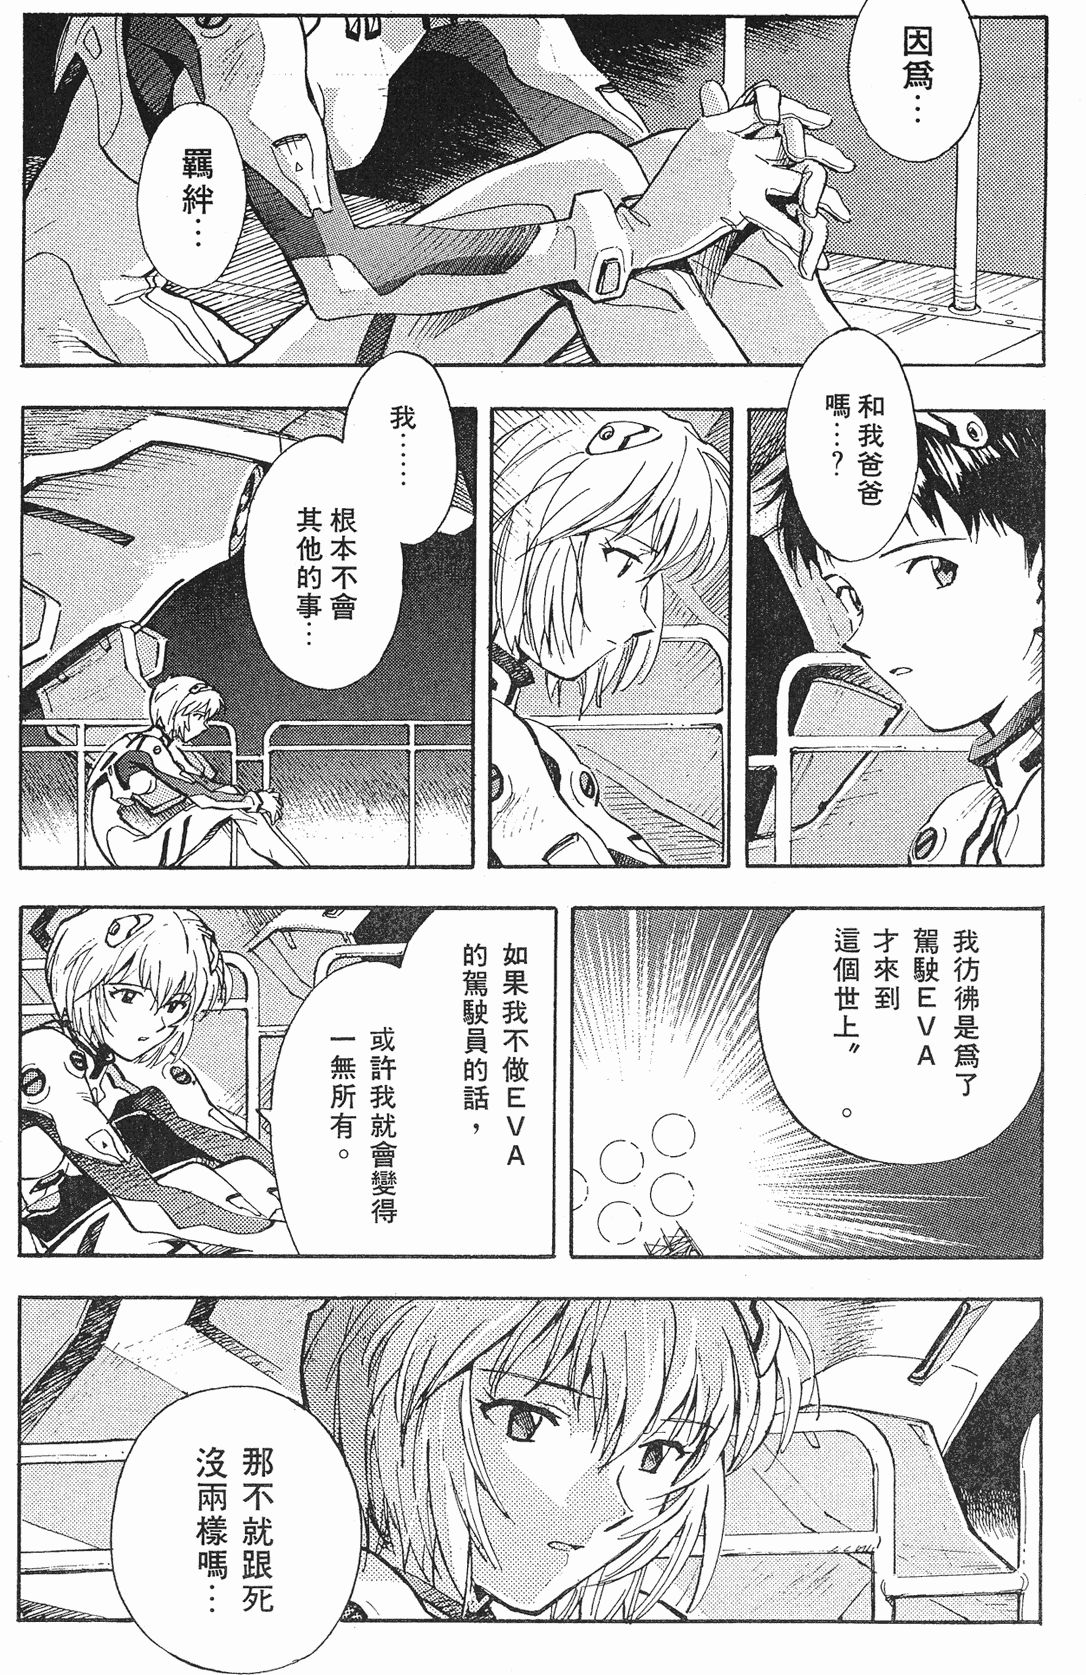 因爲…
羈絆…
和我爸爸
嗎…?
我……
根本不會
其他的事…
我彷彿是爲了
駕駛EVA
才來到
這個世上〞。
如果我不做EVA
的駕駛員的話，
或許我就會變得
一無所有。
那不就跟死
沒兩樣嗎…